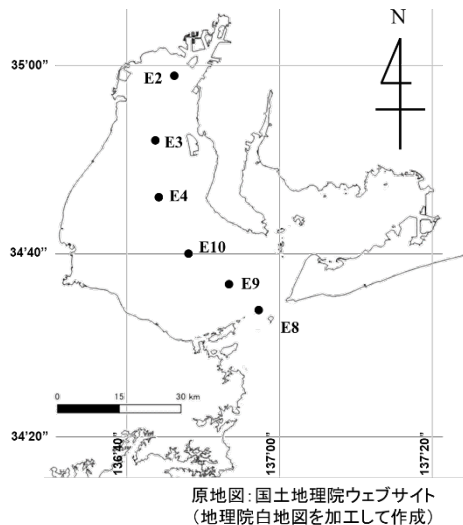 N
35'00”
E2
E3
E4
34'40”
E10
E9
E8
0 15 30 km
34'20”
136'40”
137'00”
137'20”
原地図:国土地理院ウェブサイト
(地理院白地図を加工して作成)